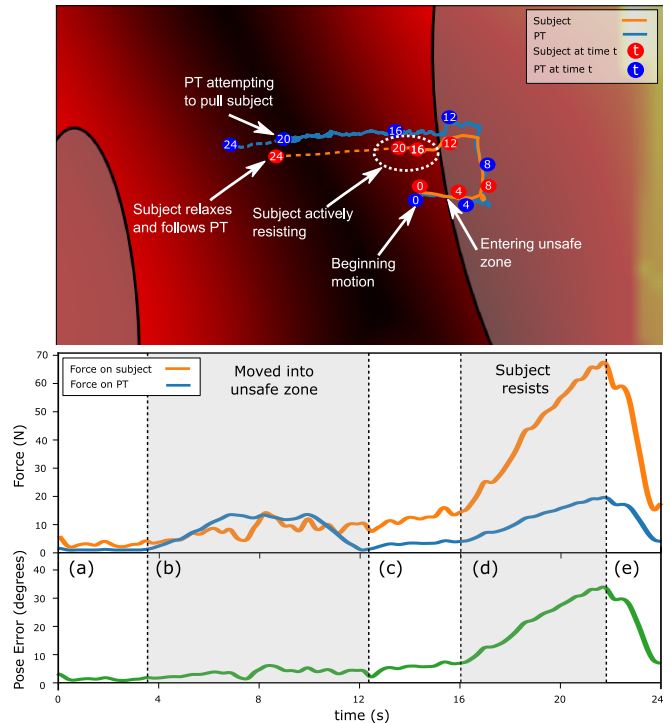 Subject
PT
t Subject at time t
t PT at time t
PT attempting
to pull subject
12
16
20
24
12
20 16
24
8
8
0
4
0
4
Subject relaxes
and follows PT
Subject actively
resisting
Entering unsafe
zone
Beginning
motion
70
60
50
40
30
20
10
0
Force (N)
Force on subject
Force on PT
Moved into
unsafe zone
Subject
resists
(a) (b) (c) (d) (e)
40
30
20
10
0
Pose Error (degrees)
0 4 8 12 16 20 24
time (s)